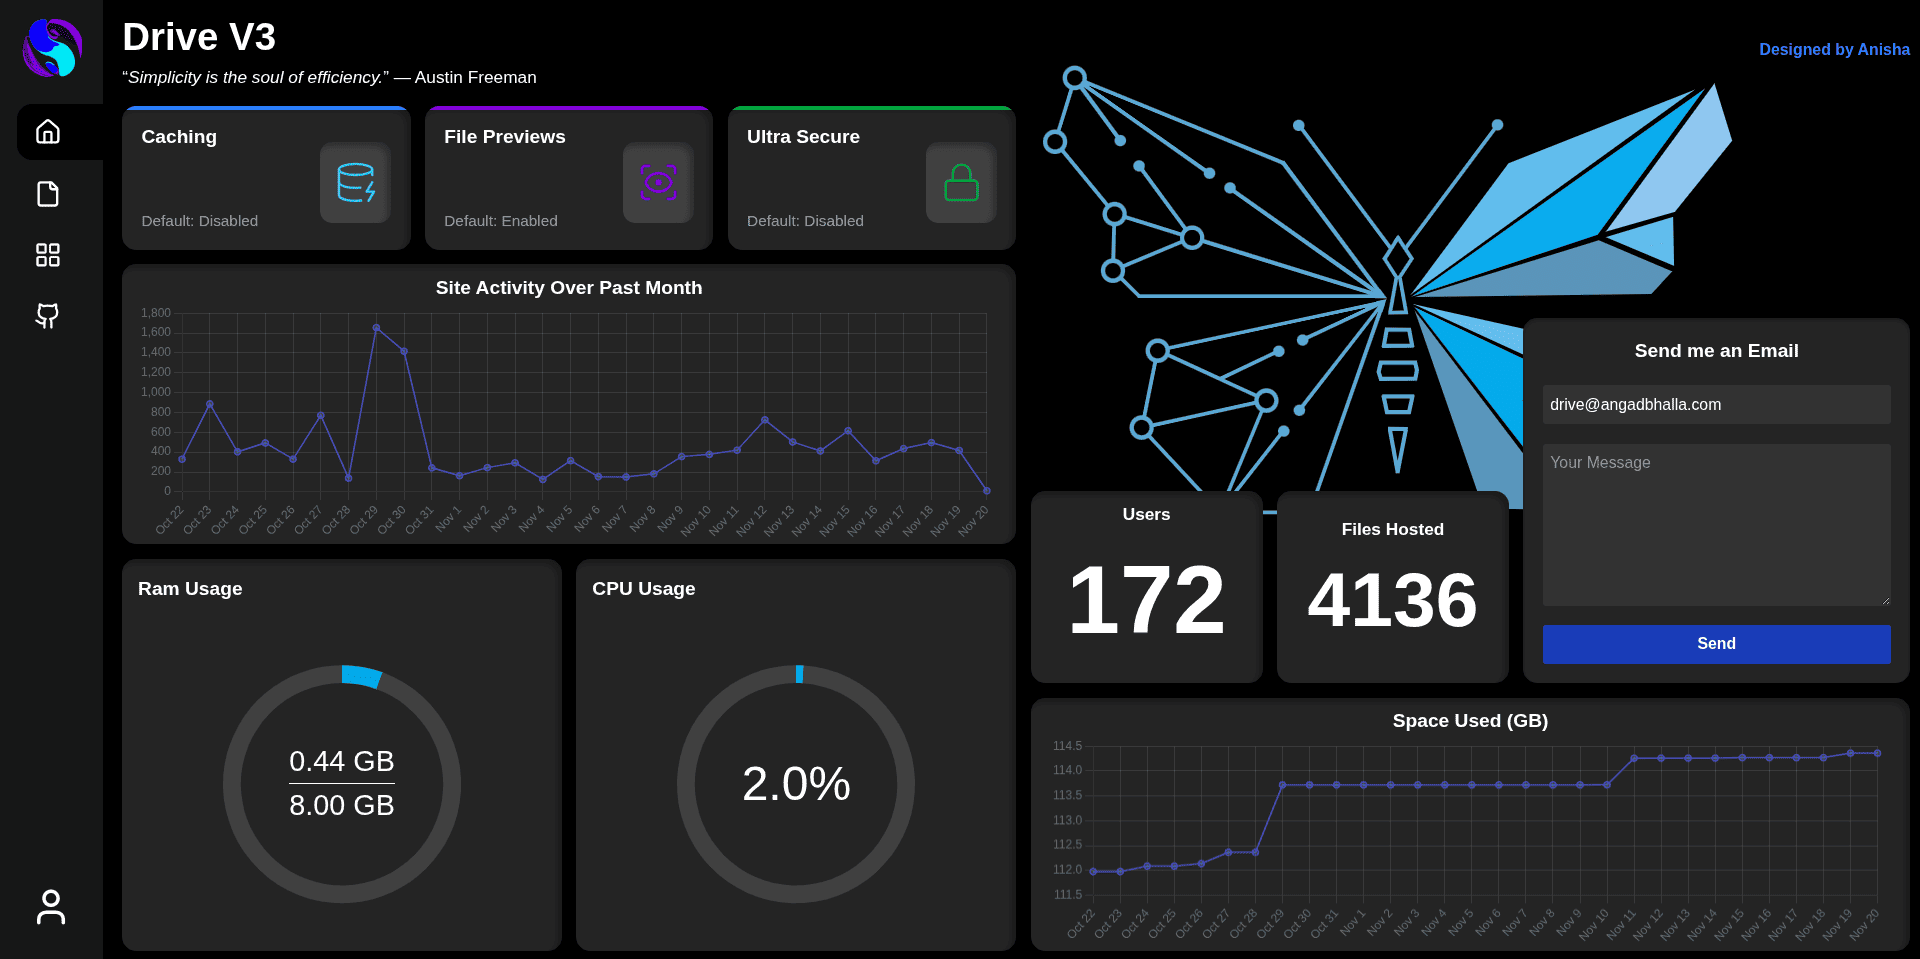 Drive V3
“Simplicity is the soul of efficiency.” — Austin Freeman
Designed by Anisha
Caching
Default: Disabled
File Previews
Default: Enabled
Ultra Secure
Default: Disabled
Site Activity Over Past Month
1,800
1,600
1,400
1,200
1,000
800
600
400
200
0
Oct 22
Oct 23
Oct 24
Oct 25
Oct 26
Oct 27
Oct 28
Oct 29
Oct 30
Oct 31
Nov 1
Nov 2
Nov 3
Nov 4
Nov 5
Nov 6
Nov 7
Nov 8
Nov 9
Nov 10
Nov 11
Nov 12
Nov 13
Nov 14
Nov 15
Nov 16
Nov 17
Nov 18
Nov 19
Nov 20
Ram Usage
0.44 GB
8.00 GB
CPU Usage
2.0%
Users
172
Files Hosted
4136
Send me an Email
drive@angadbhalla.com
Your Message
Send
Space Used (GB)
114.5
114.0
113.5
113.0
112.5
112.0
111.5
Oct 22
Oct 23
Oct 24
Oct 25
Oct 26
Oct 27
Oct 28
Oct 29
Oct 30
Oct 31
Nov 1
Nov 2
Nov 3
Nov 4
Nov 5
Nov 6
Nov 7
Nov 8
Nov 9
Nov 10
Nov 11
Nov 12
Nov 13
Nov 14
Nov 15
Nov 16
Nov 17
Nov 18
Nov 19
Nov 20